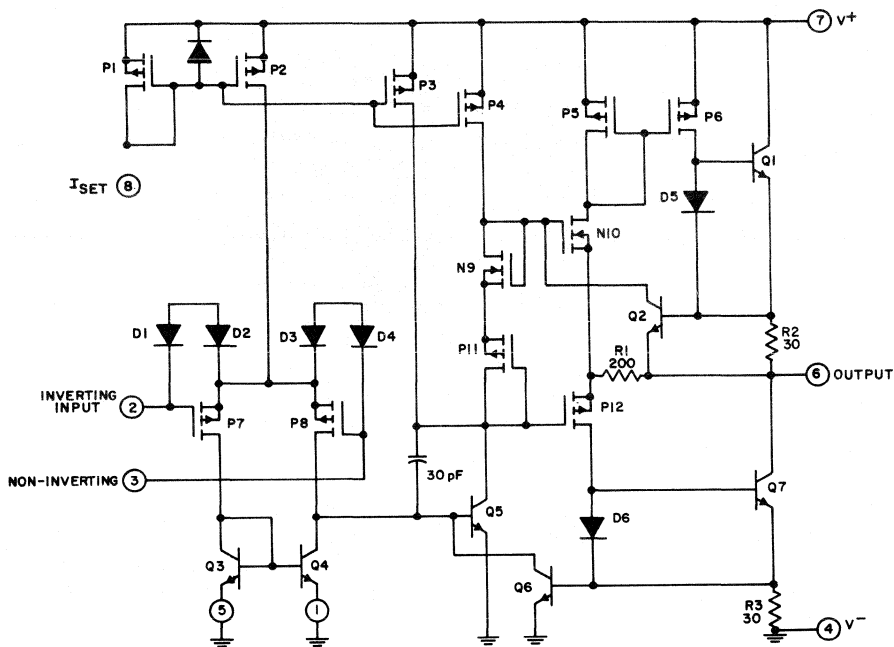 7 V+
P1
P2
P3
P4
P5
P6
Q1
I SET 8
D5
N10
N9
D1
D2
D3
D4
Q2
R2
30
P11
R1
200
6 OUTPUT
INVERTING
INPUT
2
P7
P8
P12
NON-INVERTING 3
30 pF
Q5
Q7
D6
Q3
Q4
Q6
5
1
R3
30
4 V-